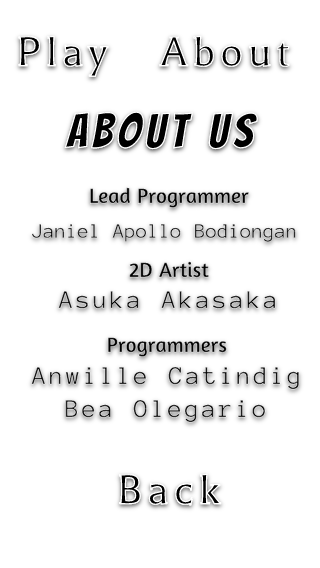 Play About
ABOUT US
Lead Programmer
Janiel Apollo Bodiongan
2D Artist
Asuka Akasaka
Programmers
Anwille Catindig
Bea Olegario
Back